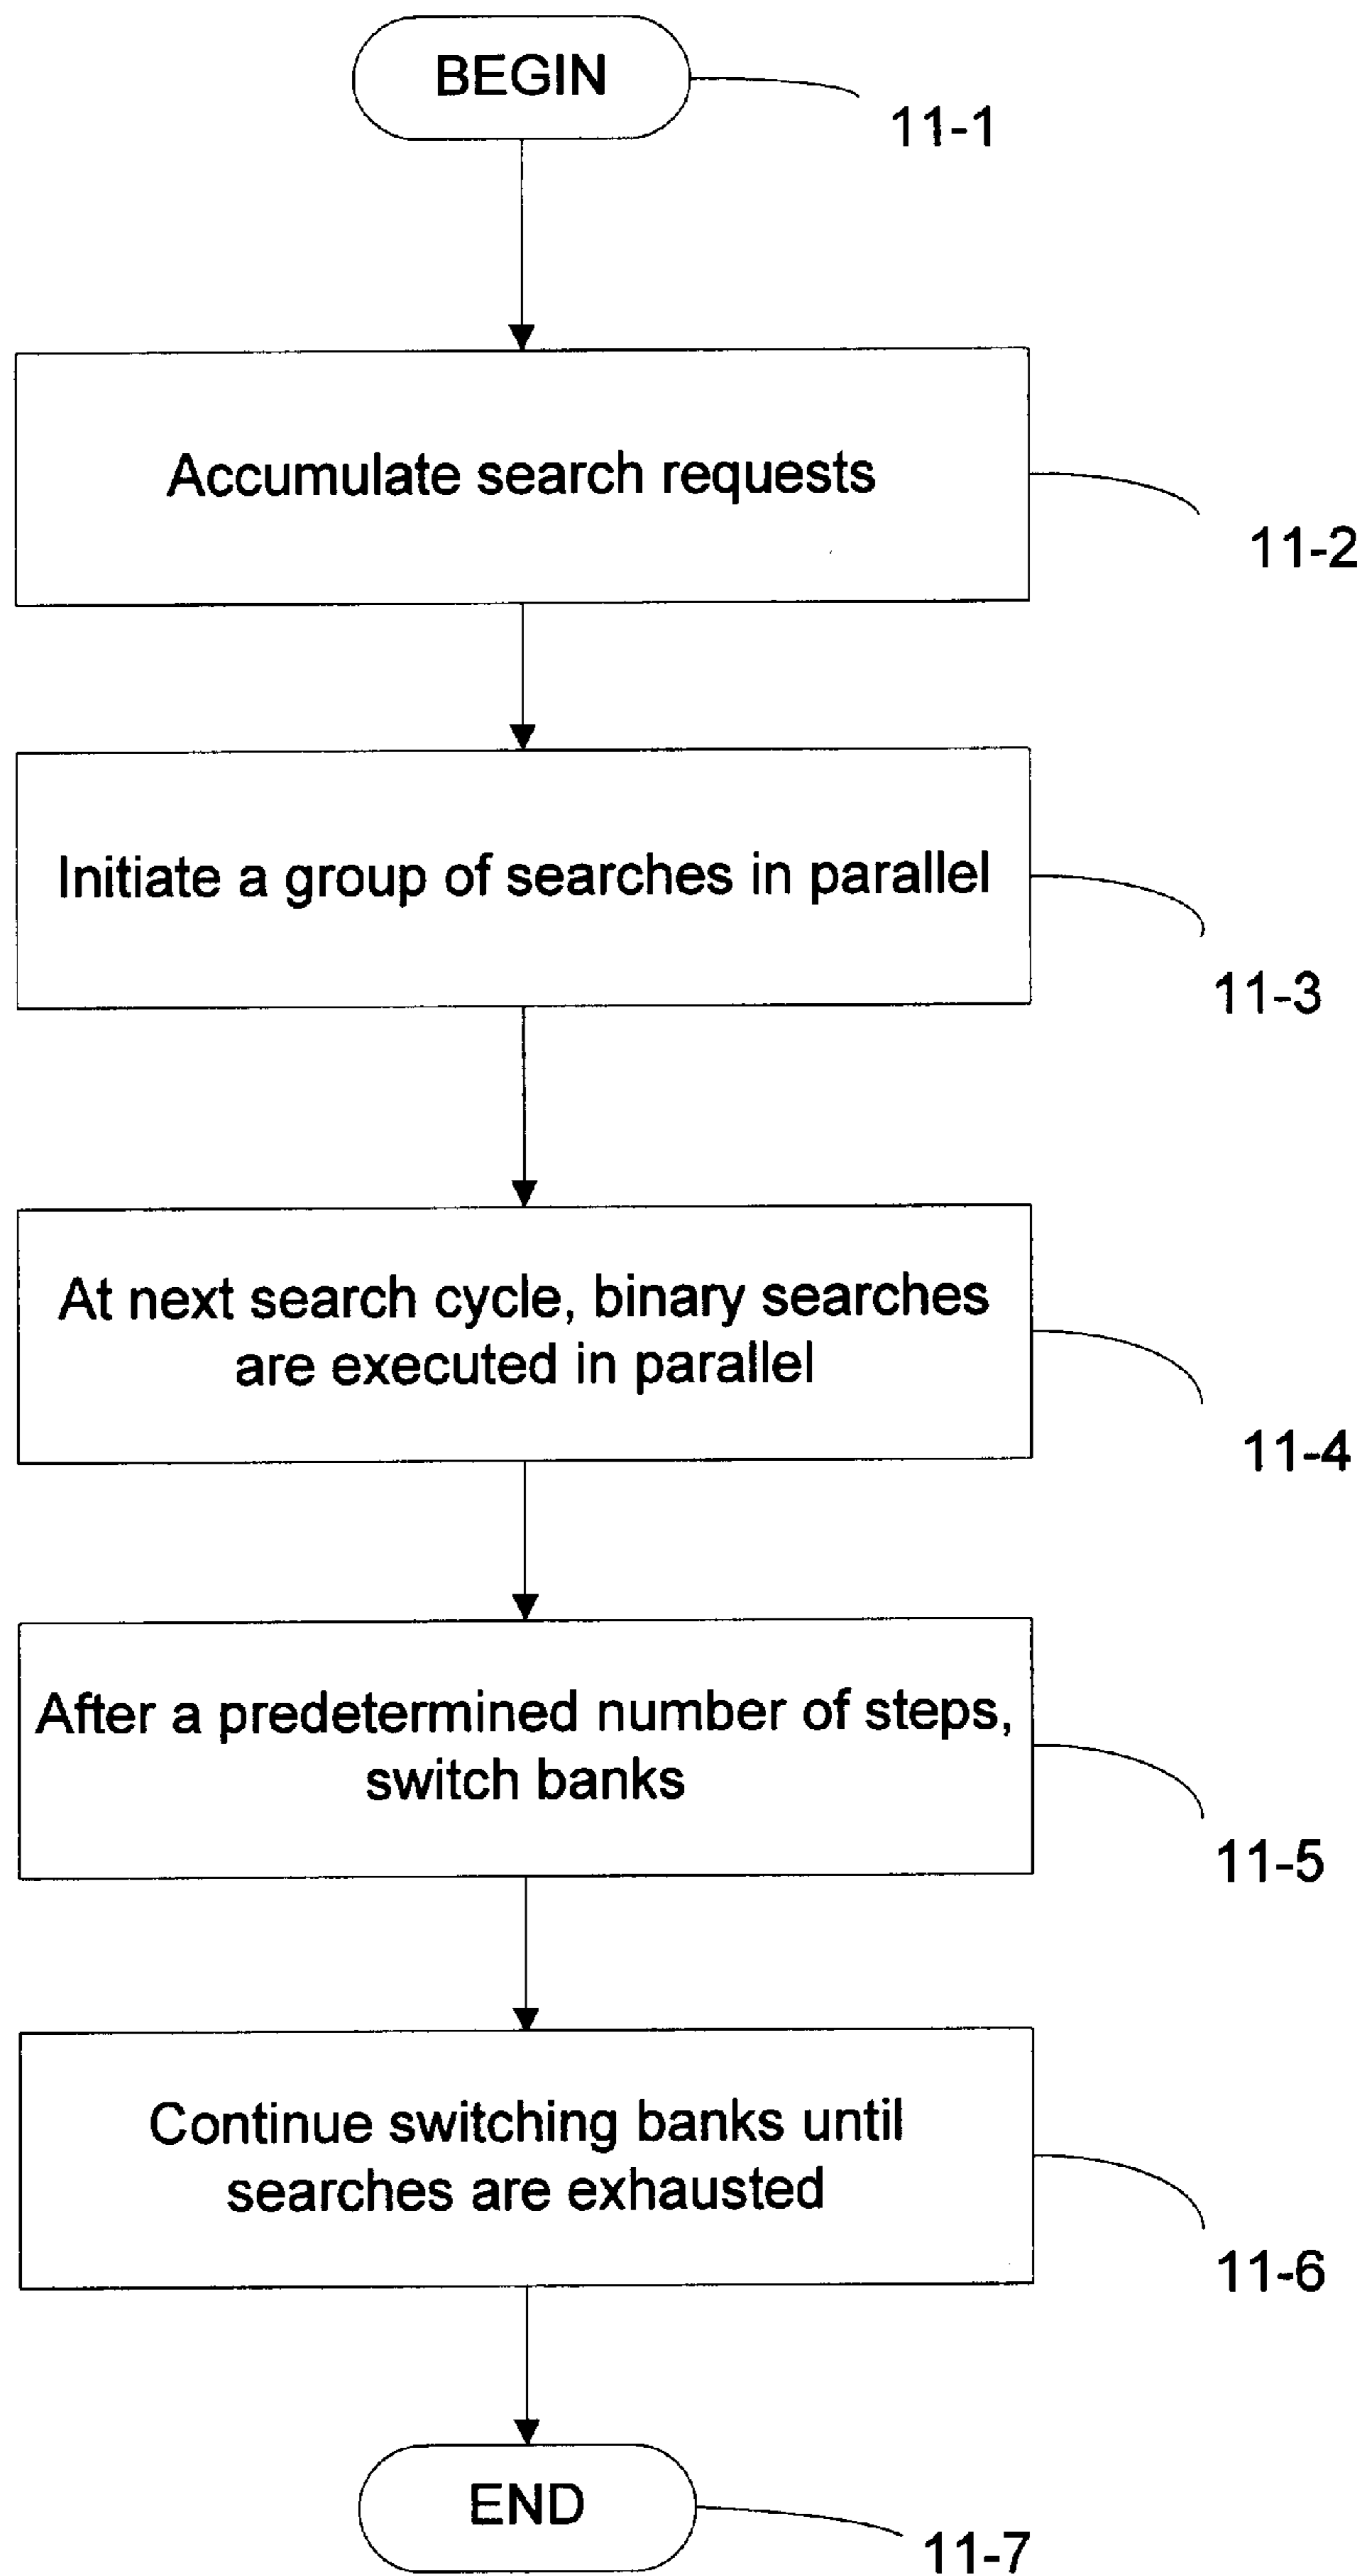 BEGIN
11-1
Accumulate search requests
11-2
Initiate a group of searches in parallel
11-3
At next search cycle, binary searches
are executed in parallel
11-4
After a predetermined number of steps,
switch banks
11-5
Continue switching banks until
searches are exhausted
11-6
END
11-7